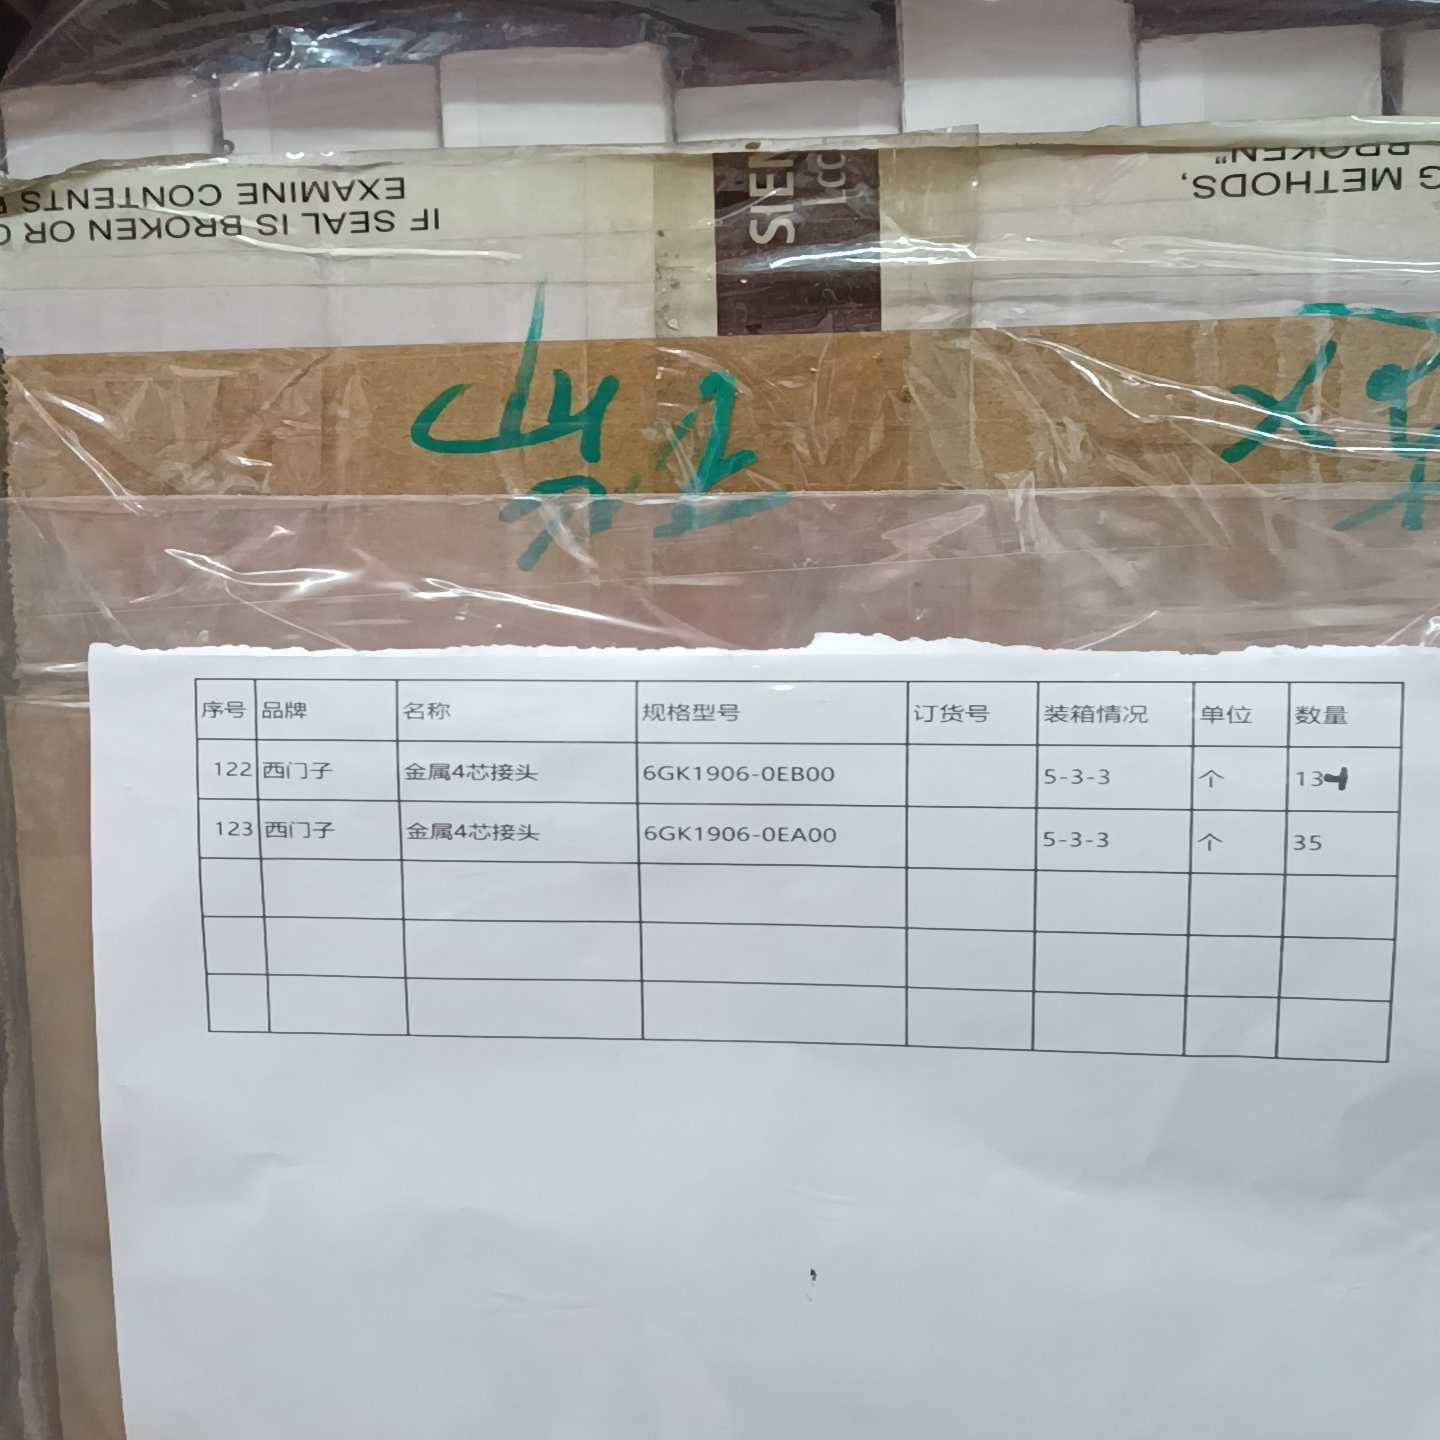 EXAMINE CONTENTS
IF SEAL IS BROKEN OR
SIEM
G METHODS,
BROKEN"
序号 品牌 名称 规格型号 订货号 装箱情况 单位 数量
122 西门子 金属4芯接头 6GK1906-0EB00 5-3-3 个 13
123 西门子 金属4芯接头 6GK1906-0EA00 5-3-3 个 35